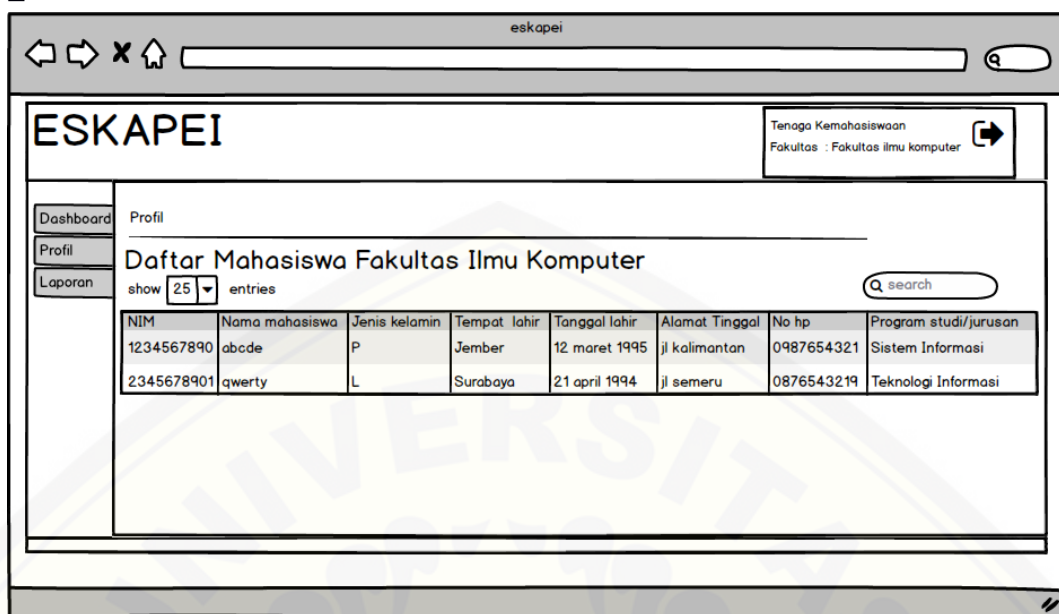 eskapei
ESKAPEI
Tenaga Kemahasiswaan
Fakultas : Fakultas ilmu komputer
Dashboard
Profil
Laporan
Profil
Daftar Mahasiswa Fakultas Ilmu Komputer
show 25 entries
search
NIM Nama mahasiswa Jenis kelamin Tempat lahir Tanggal lahir Alamat Tinggal No hp Program studi/jurusan
1234567890 abcde P Jember 12 maret 1995 jl kalimantan 0987654321 Sistem Informasi
2345678901 qwerty L Surabaya 21 april 1994 jl semeru 0876543219 Teknologi Informasi
UNIVERSITA